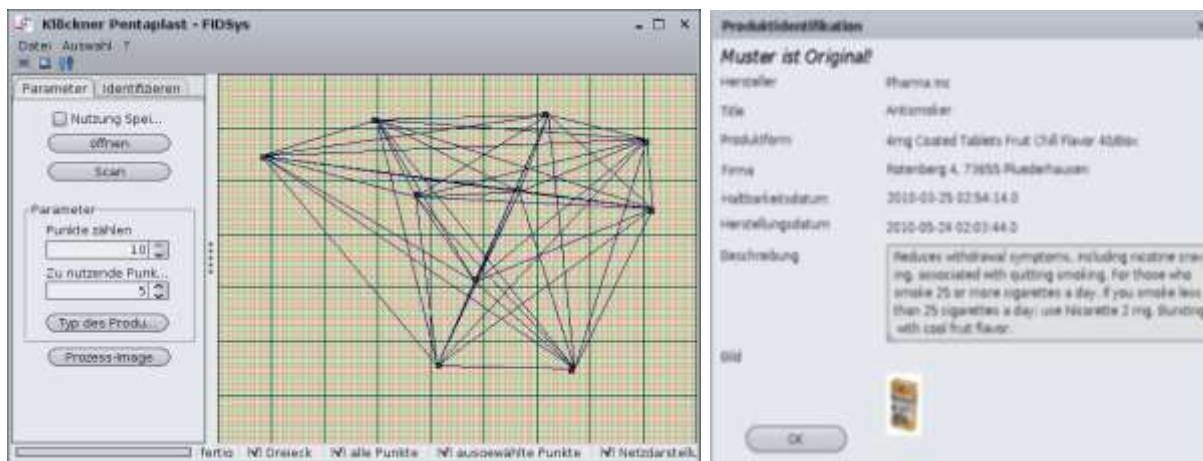 Klöckner Pentaplast - FIDSys
Datei Auswahl ?
Parameter Identifizieren
Nutzung Spei...
öffnen
Scan
Parameter
Punkte zählen
10
Zu nutzende Punk...
5
Typ des Produ...
Prozess-Image
fertig Dreieck alle Punkte ausgewählte Punkte Netzdarstell.
Produktidentifikation
Muster ist Original!
Hersteller Pharma inc
Title Antismoker
Produktform 4mg Coated Tablets Fruit Chill Flavor 40/Box
Firma Rotenberg 4, 73655 Pluederhausen
Haltbarkeitsdatum 2010-03-25 02:54:14.0
Herstellungsdatum 2010-05-24 02:03:44.0
Beschreibung
Reduces withdrawal symptoms, including nicotine crav-
ing, associated with quitting smoking. For those who
smoke 25 or more cigarettes a day. If you smoke less
than 25 cigarettes a day: use Nicorette 2 mg. Bursting
with cool fruit flavor.
Bild
OK